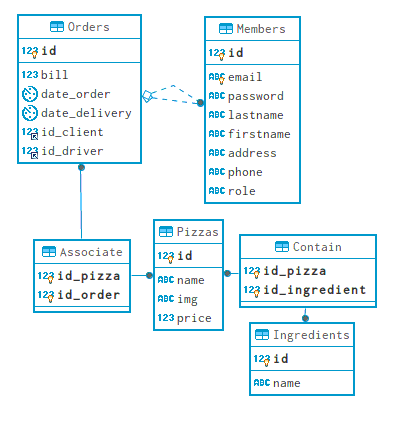 Orders
123 id
123 bill
date_order
date_delivery
123 id_client
123 id_driver
Members
123 id
ABC email
ABC password
ABC lastname
ABC firstname
ABC address
ABC phone
ABC role
Associate
123 id_pizza
123 id_order
Pizzas
123 id
ABC name
ABC img
123 price
Contain
123 id_pizza
123 id_ingredient
Ingredients
123 id
ABC name